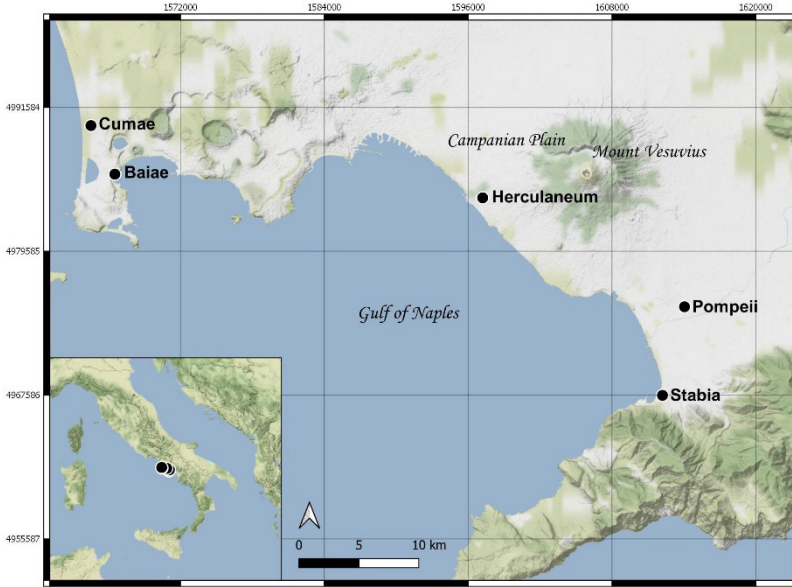 1572000 1584000 1596000 1608000 1620000
4991584
Cumae
Campanian Plain
Mount Vesuvius
Baiae
Herculaneum
4979585
Pompeii
Gulf of Naples
4967586
Stabia
4955587
0 5 10 km